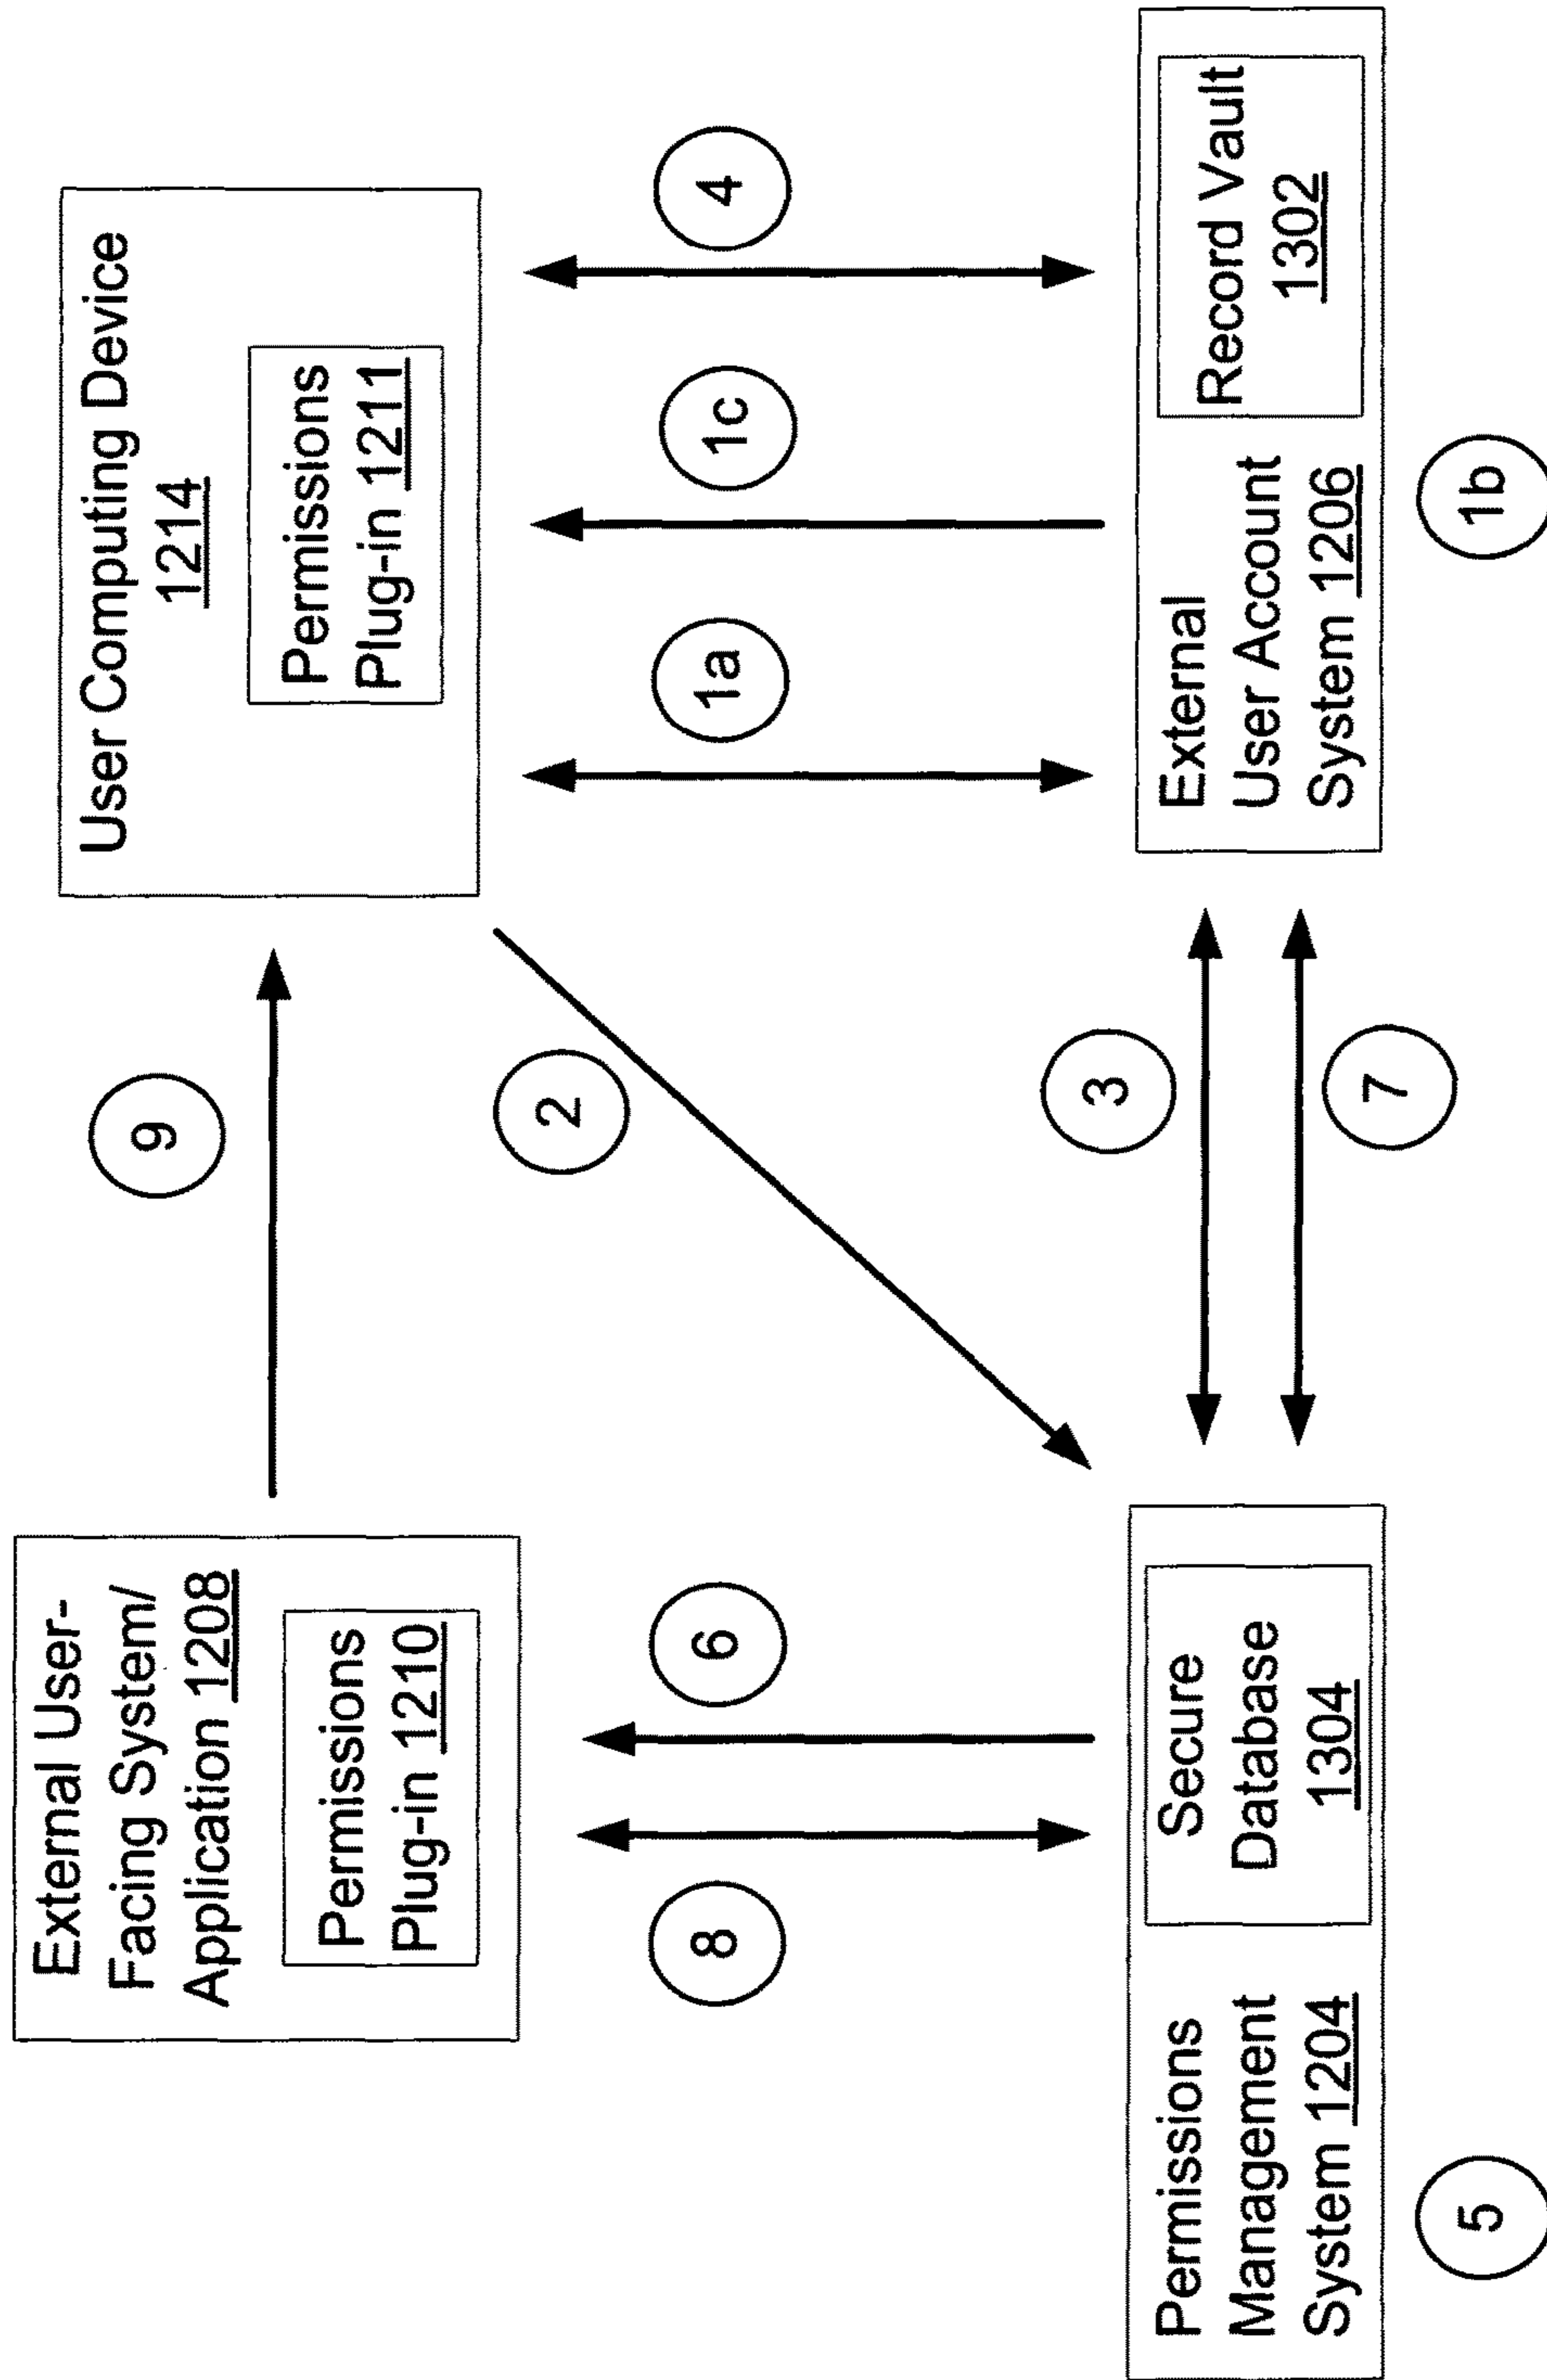 External User-
Facing System/
Application 1208
Permissions
Plug-in 1210
9
User Computing Device
1214
Permissions
Plug-in 1211
8
6
2
1a
1c
4
Permissions
Management
System 1204
Secure
Database
1304
3
7
External
User Account
System 1206
Record Vault
1302
5
1b